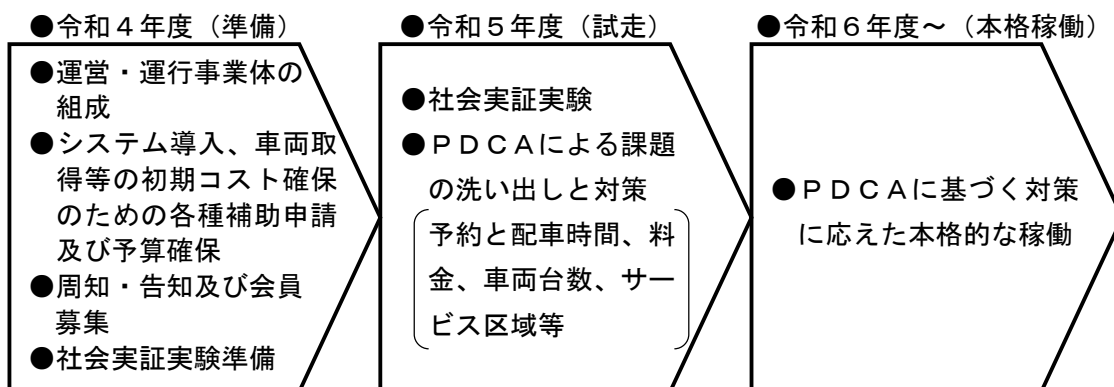 ●令和４年度（準備）
●運営・運行事業体の
組成
●システム導入、車両取
得等の初期コスト確保
のための各種補助申請
及び予算確保
●周知・告知及び会員
募集
●社会実証実験準備
●令和５年度（試走）
●社会実証実験
●ＰＤＣＡによる課題
の洗い出しと対策
予約と配車時間、料
金、車両台数、サー
ビス区域等
●令和６年度～（本格稼働）
●ＰＤＣＡに基づく対策
に応えた本格的な稼働